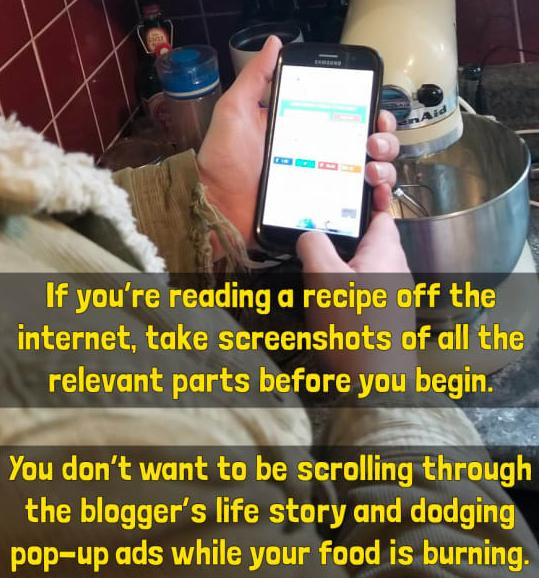 SAMSUNG
enAid
If you're reading a recipe off the
internet, take screenshots of all the
relevant parts before you begin.
You don't want to be scrolling through
the blogger's life story and dodging
pop-up ads while your food is burning.